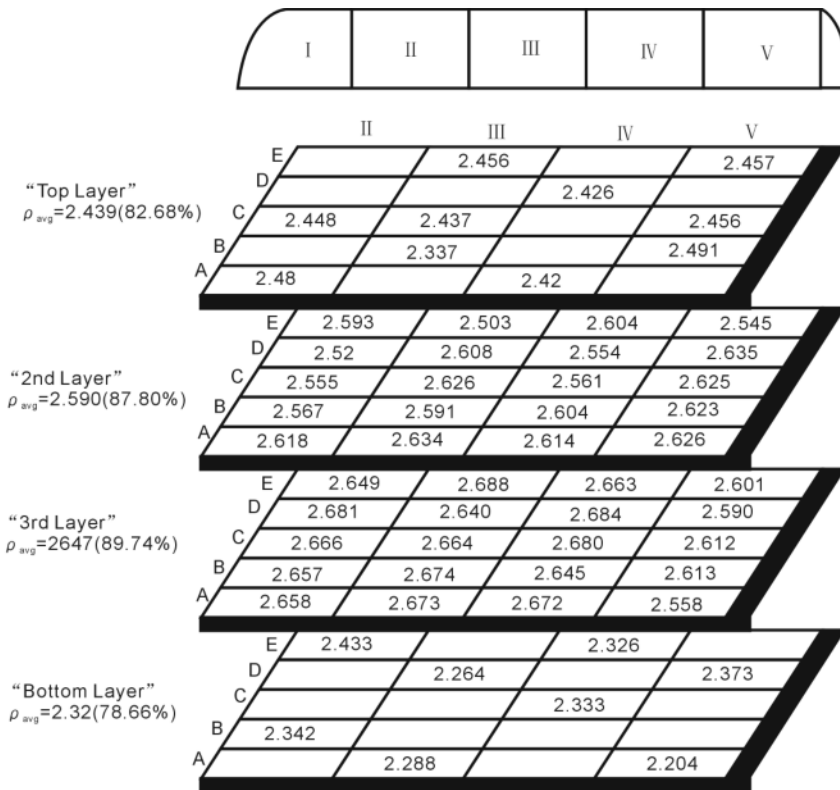 I II III IV V
II III IV V
E 2.456 2.457
D 2.426
C 2.448 2.437 2.456
B 2.337 2.491
A 2.48 2.42
“Top Layer”
ρavg=2.439(82.68%)
E 2.593 2.503 2.604 2.545
D 2.52 2.608 2.554 2.635
C 2.555 2.626 2.561 2.625
B 2.567 2.591 2.604 2.623
A 2.618 2.634 2.614 2.626
“2nd Layer”
ρavg=2.590(87.80%)
E 2.649 2.688 2.663 2.601
D 2.681 2.640 2.684 2.590
C 2.666 2.664 2.680 2.612
B 2.657 2.674 2.645 2.613
A 2.658 2.673 2.672 2.558
“3rd Layer”
ρavg=2647(89.74%)
E 2.433 2.326
D 2.264 2.373
C 2.333
B 2.342
A 2.288 2.204
“Bottom Layer”
ρavg=2.32(78.66%)